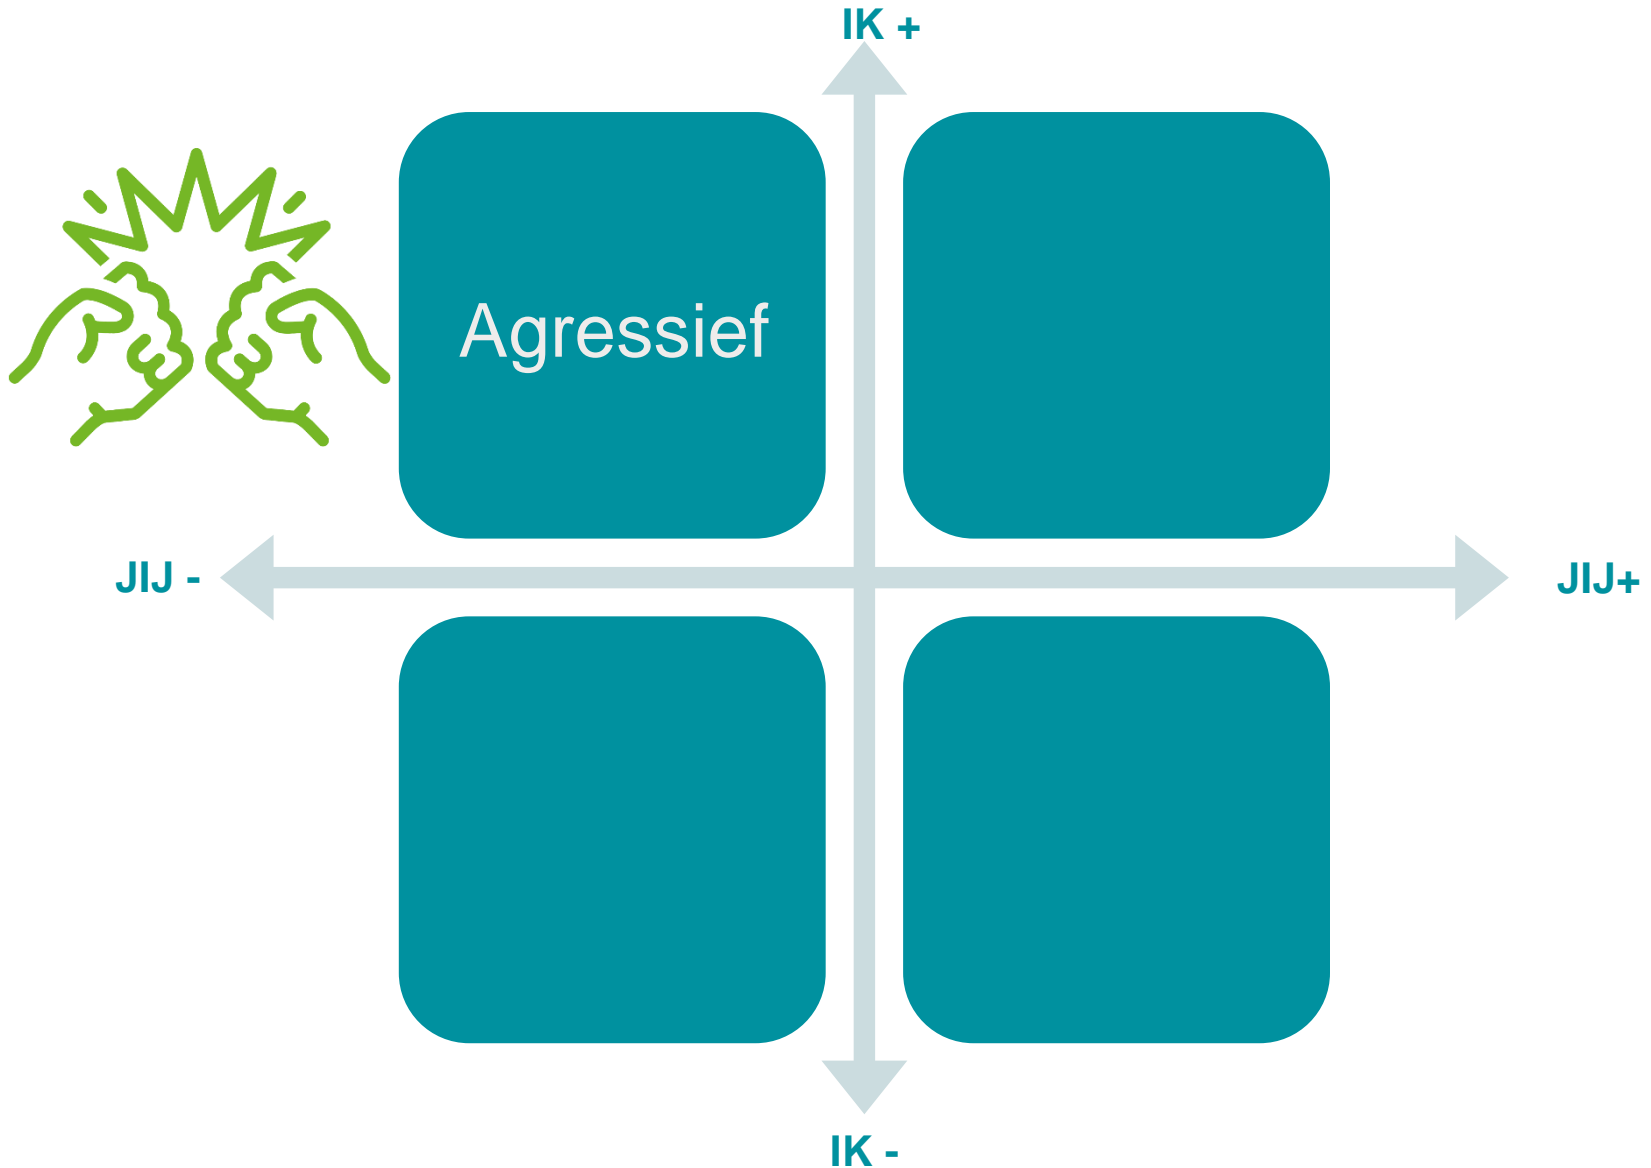 IK +
Agressief
JIJ -
JIJ+
IK -